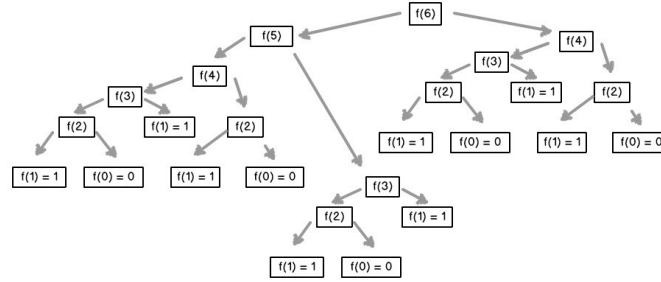 f(6)
f(5)
f(4)
f(3)
f(4)
f(3)
f(2)
f(1) = 1
f(2)
f(2)
f(1) = 1
f(2)
f(1) = 1
f(0) = 0
f(1) = 1
f(0) = 0
f(1) = 1
f(0) = 0
f(1) = 1
f(0) = 0
f(3)
f(2)
f(1) = 1
f(1) = 1
f(0) = 0